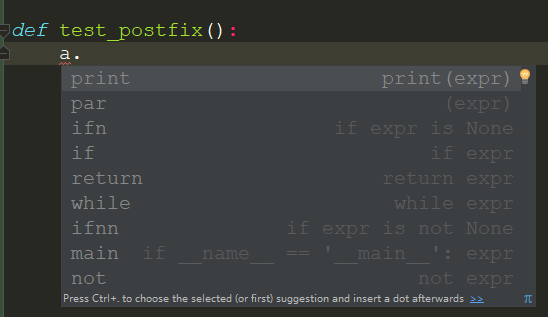 def test_postfix():
a.
print print(expr)
par (expr)
ifn if expr is None
if if expr
return return expr
while while expr
ifnn if expr is not None
main if __name__ == '__main__': expr
not not expr
Press Ctrl+. to choose the selected (or first) suggestion and insert a dot afterwards >> π